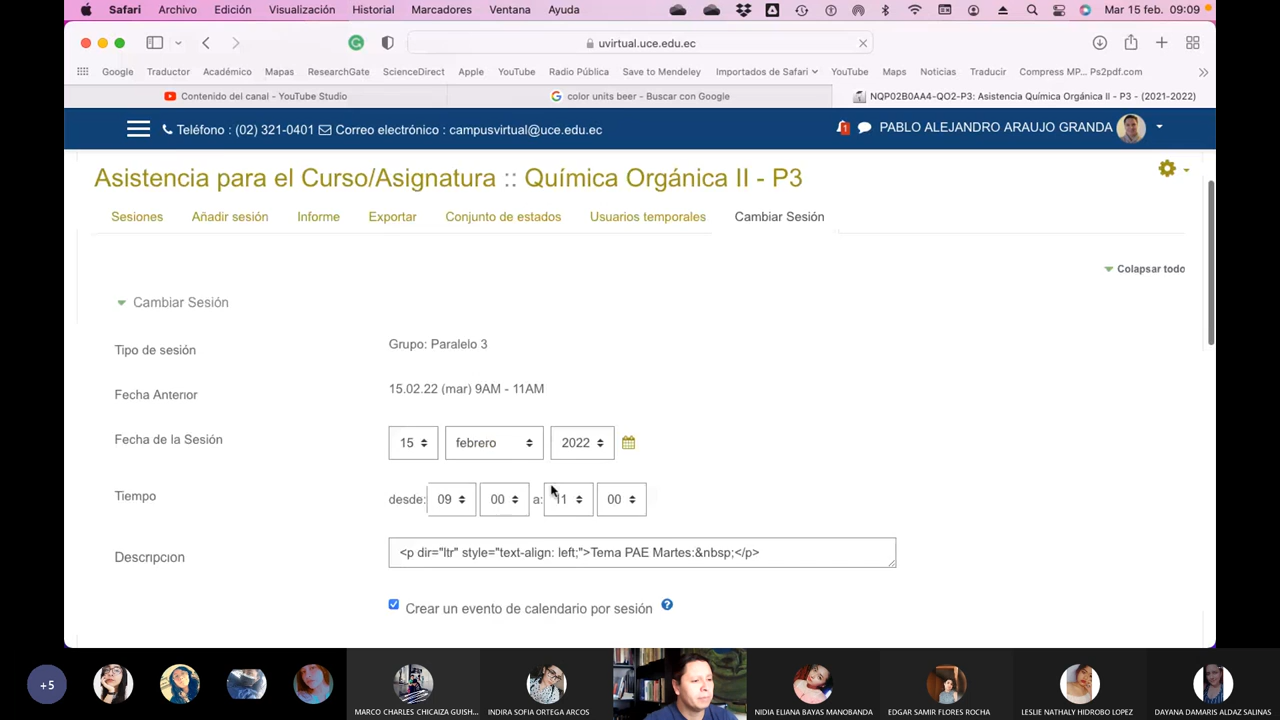 Safari Archivo Edición Visualización Historial Marcadores Ventana Ayuda Mar 15 feb. 09:09
uvirtual.uce.edu.ec
Google Traductor Académico Mapas ResearchGate ScienceDirect Apple YouTube Radio Pública Save to Mendeley Importados de Safari YouTube Maps Noticias Traducir Compress MP... Ps2pdf.com
Contenido del canal - YouTube Studio color units beer - Buscar con Google NQP02B0AA4-QO2-P3: Asistencia Química Orgánica II - P3 - (2021-2022)
Teléfono : (02) 321-0401 Correo electrónico : campusvirtual@uce.edu.ec 1 PABLO ALEJANDRO ARAUJO GRANDA
Asistencia para el Curso/Asignatura :: Química Orgánica II - P3
Sesiones Añadir sesión Informe Exportar Conjunto de estados Usuarios temporales Cambiar Sesión
Colapsar todo
Cambiar Sesión
Tipo de sesión Grupo: Paralelo 3
Fecha Anterior 15.02.22 (mar) 9AM - 11AM
Fecha de la Sesión 15 febrero 2022
Tiempo desde: 09 00 a: 11 00
Descripción <p dir="ltr" style="text-align: left;">Tema PAE Martes:&nbsp;</p>
Crear un evento de calendario por sesión ?
+5 MARCO CHARLES CHICAIZA GUISH... INDIRA SOFIA ORTEGA ARCOS NIDIA ELIANA BAYAS MANOBANDA EDGAR SAMIR FLORES ROCHA LESLIE NATHALY HIDROBO LOPEZ DAYANA DAMARIS ALDAZ SALINAS